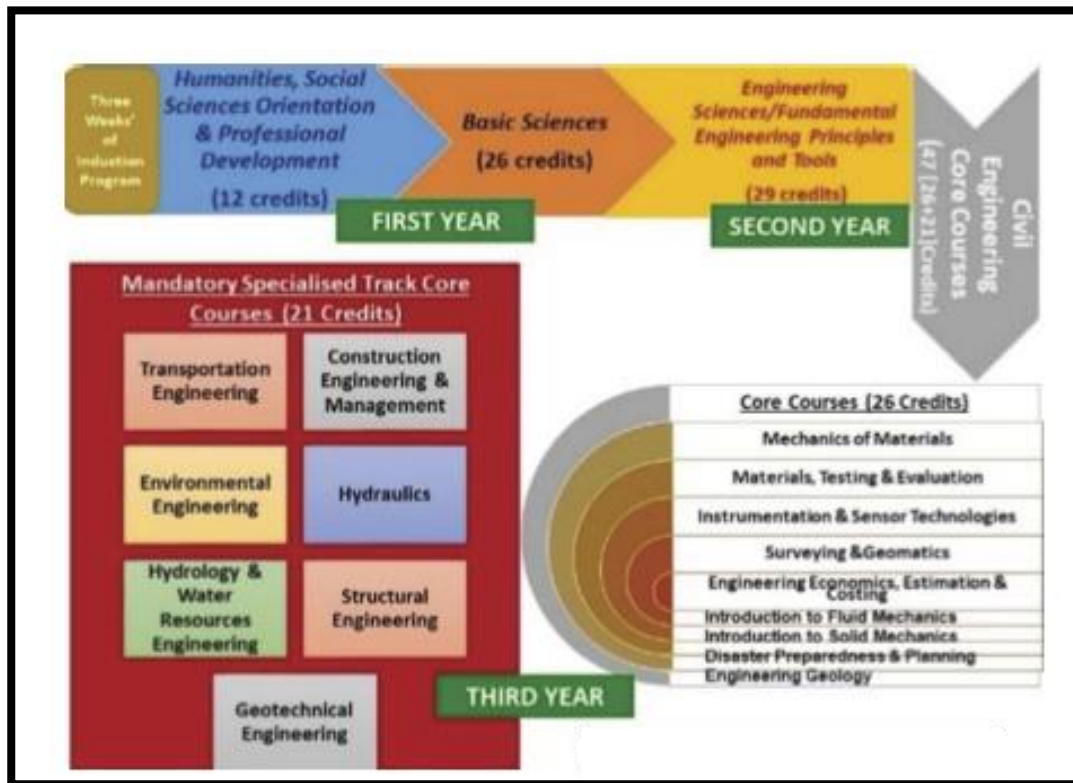 Three
Weeks'
of
Induction
Program
Humanities, Social
Sciences Orientation
& Professional
Development
(12 credits)
Basic Sciences
(26 credits)
Engineering
Sciences/Fundamental
Engineering Principles
and Tools
(29 credits)
FIRST YEAR
SECOND YEAR
Civil
Engineering
Core Courses
(47 [26+21]Credits)
Mandatory Specialised Track Core
Courses (21 Credits)
Transportation
Engineering
Construction
Engineering &
Management
Environmental
Engineering
Hydraulics
Hydrology &
Water
Resources
Engineering
Structural
Engineering
Geotechnical
Engineering
THIRD YEAR
Core Courses (26 Credits)
Mechanics of Materials
Materials, Testing & Evaluation
Instrumentation & Sensor Technologies
Surveying &Geomatics
Engineering Economics, Estimation &
Costing
Introduction to Fluid Mechanics
Introduction to Solid Mechanics
Disaster Preparedness & Planning
Engineering Geology